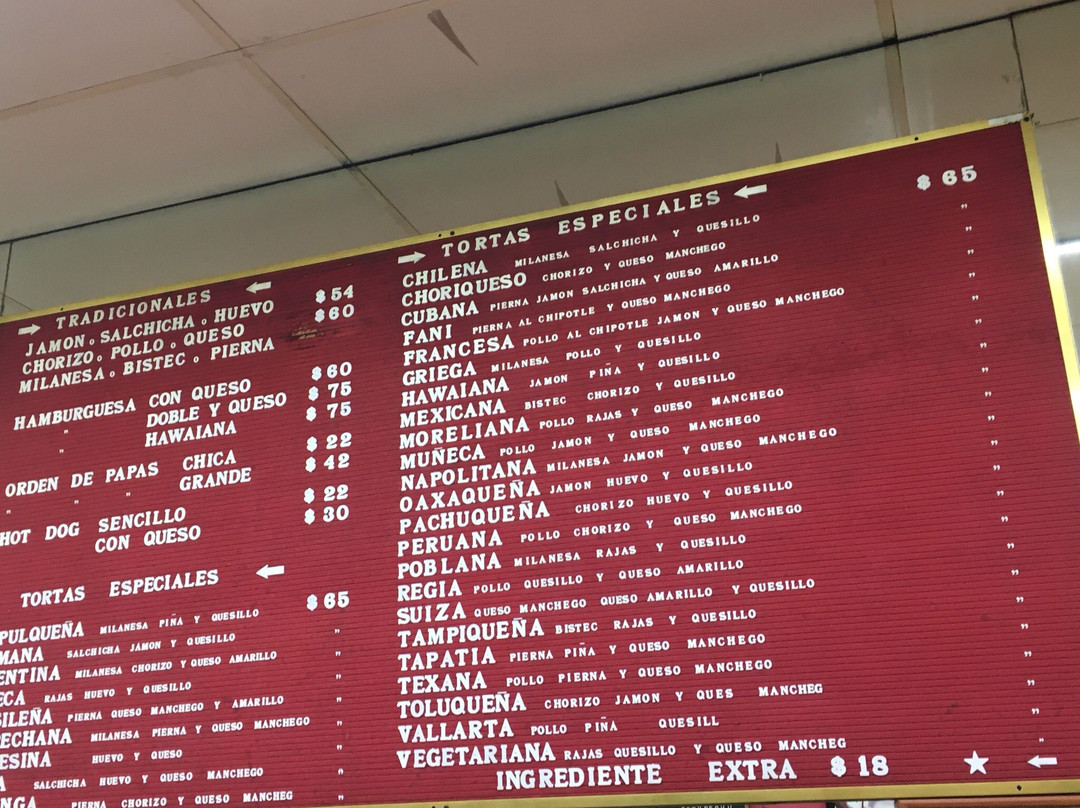 → TRADICIONALES ←
JAMON o SALCHICHA o HUEVO $54
CHORIZO o POLLO o QUESO $60
MILANESA o BISTEC o PIERNA
HAMBURGUESA CON QUESO $60
" DOBLE Y QUESO $75
" HAWAIANA $75
ORDEN DE PAPAS CHICA $22
" " " GRANDE $42
HOT DOG SENCILLO $22
CON QUESO $30
TORTAS ESPECIALES ←
PULQUEÑA MILANESA PIÑA Y QUESILLO $65
MANA SALCHICHA JAMON Y QUESILLO "
ENTINA MILANESA CHORIZO Y QUESO AMARILLO "
ECA RAJAS HUEVO Y QUESILLO "
SILEÑA PIERNA QUESO MANCHEGO Y AMARILLO "
ECHANA MILANESA PIERNA Y QUESO MANCHEGO "
ESINA HUEVO Y QUESO "
A SALCHICHA HUEVO Y QUESO MANCHEGO "
NGA PIERNA CHORIZO Y QUESO MANCHEG "
→ TORTAS ESPECIALES ← $65
CHILENA MILANESA SALCHICHA Y QUESILLO "
CHORIQUESO CHORIZO Y QUESO MANCHEGO "
CUBANA PIERNA JAMON SALCHICHA Y QUESO AMARILLO "
FANI PIERNA AL CHIPOTLE Y QUESO MANCHEGO "
FRANCESA POLLO AL CHIPOTLE JAMON Y QUESO MANCHEGO "
GRIEGA MILANESA POLLO Y QUESILLO "
HAWAIANA JAMON PIÑA Y QUESILLO "
MEXICANA BISTEC CHORIZO Y QUESILLO "
MORELIANA POLLO RAJAS Y QUESO MANCHEGO "
MUÑECA POLLO JAMON Y QUESO MANCHEGO "
NAPOLITANA MILANESA JAMON Y QUESO MANCHEGO "
OAXAQUEÑA JAMON HUEVO Y QUESILLO "
PACHUQUEÑA CHORIZO HUEVO Y QUESILLO "
PERUANA POLLO CHORIZO Y QUESO MANCHEGO "
POBLANA MILANESA RAJAS Y QUESILLO "
REGIA POLLO QUESILLO Y QUESO AMARILLO "
SUIZA QUESO MANCHEGO QUESO AMARILLO Y QUESILLO "
TAMPIQUEÑA BISTEC RAJAS Y QUESILLO "
TAPATIA PIERNA PIÑA Y QUESO MANCHEGO "
TEXANA POLLO PIERNA Y QUESO MANCHEGO "
TOLUQUEÑA CHORIZO JAMON Y QUES MANCHEG "
VALLARTA POLLO PIÑA QUESILL "
VEGETARIANA RAJAS QUESILLO Y QUESO MANCHEG "
INGREDIENTE EXTRA $18 ★ ←